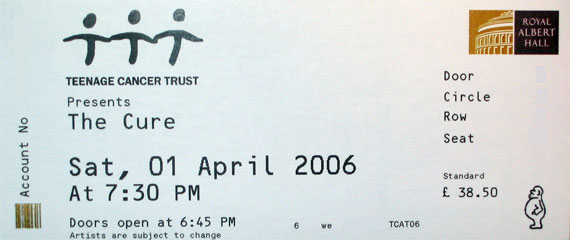 TEENAGE CANCER TRUST
Presents
The Cure
Sat, 01 April 2006
At 7:30 PM
Doors open at 6:45 PM
Artists are subject to change
6 we
TCAT06
Account No
ROYAL
ALBERT
HALL
Door
Circle
Row
Seat
Standard
£ 38.50